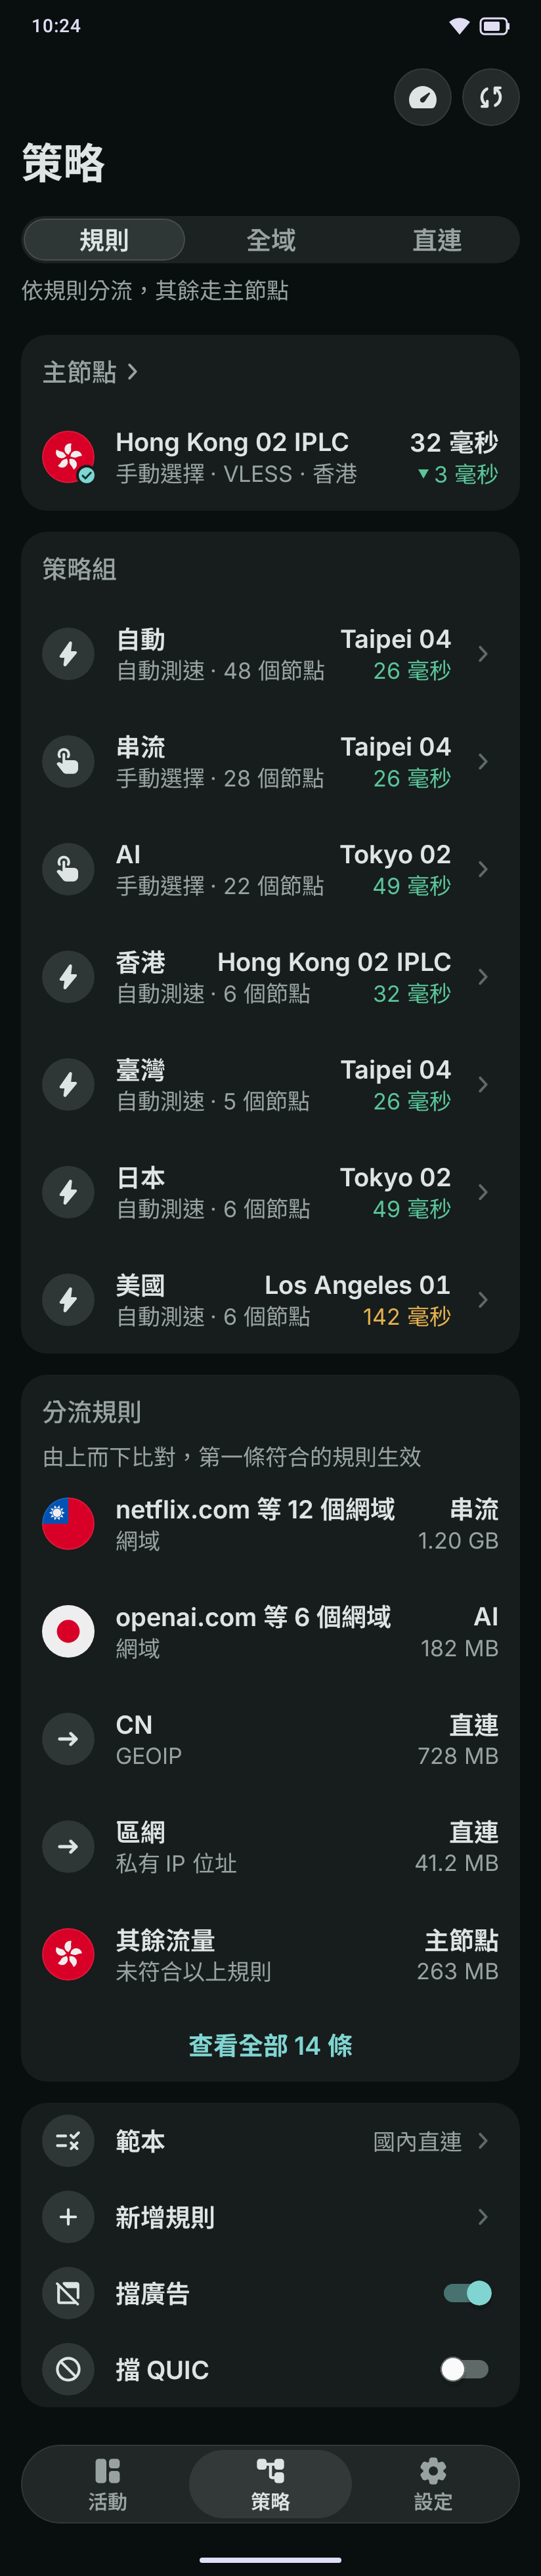 10:24
策略
規則
全域
直連
依規則分流，其餘走主節點
主節點
Hong Kong 02 IPLC
32 毫秒
手動選擇 · VLESS · 香港
▼3 毫秒
策略組
自動
Taipei 04
自動測速 · 48 個節點
26 毫秒
串流
Taipei 04
手動選擇 · 28 個節點
26 毫秒
AI
Tokyo 02
手動選擇 · 22 個節點
49 毫秒
香港
Hong Kong 02 IPLC
自動測速 · 6 個節點
32 毫秒
臺灣
Taipei 04
自動測速 · 5 個節點
26 毫秒
日本
Tokyo 02
自動測速 · 6 個節點
49 毫秒
美國
Los Angeles 01
自動測速 · 6 個節點
142 毫秒
分流規則
由上而下比對，第一條符合的規則生效
netflix.com 等 12 個網域
串流
網域
1.20 GB
openai.com 等 6 個網域
AI
網域
182 MB
CN
直連
GEOIP
728 MB
區網
直連
私有 IP 位址
41.2 MB
其餘流量
主節點
未符合以上規則
263 MB
查看全部 14 條
範本
國內直連
新增規則
擋廣告
擋 QUIC
活動
策略
設定